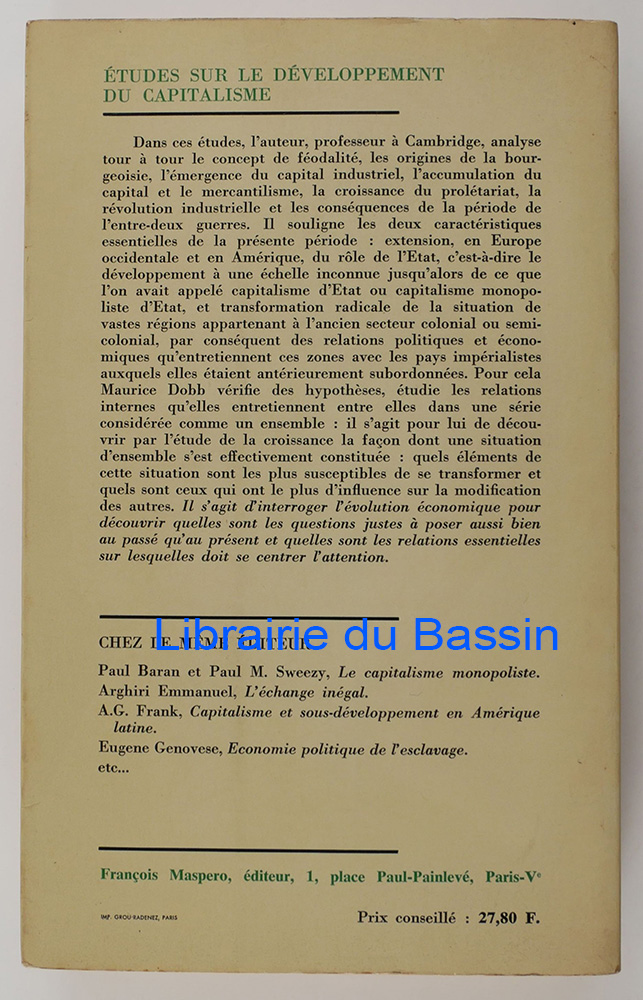 ÉTUDES SUR LE DÉVELOPPEMENT
DU CAPITALISME
Dans ces études, l'auteur, professeur à Cambridge, analyse
tour à tour le concept de féodalité, les origines de la bour-
geoisie, l'émergence du capital industriel, l'accumulation du
capital et le mercantilisme, la croissance du prolétariat, la
révolution industrielle et les conséquences de la période de
l'entre-deux guerres. Il souligne les deux caractéristiques
essentielles de la présente période : extension, en Europe
occidentale et en Amérique, du rôle de l'Etat, c'est-à-dire le
développement à une échelle inconnue jusqu'alors de ce que
l'on avait appelé capitalisme d'Etat ou capitalisme monopo-
liste d'Etat, et transformation radicale de la situation de
vastes régions appartenant à l'ancien secteur colonial ou semi-
colonial, par conséquent des relations politiques et écono-
miques qu'entretiennent ces zones avec les pays impérialistes
auxquels elles étaient antérieurement subordonnées. Pour cela
Maurice Dobb vérifie des hypothèses, étudie les relations
internes qu'elles entretiennent entre elles dans une série
considérée comme un ensemble : il s'agit pour lui de décou-
vrir par l'étude de la croissance la façon dont une situation
d'ensemble s'est effectivement constituée : quels éléments de
cette situation sont les plus susceptibles de se transformer et
quels sont ceux qui ont le plus d'influence sur la modification
des autres. Il s'agit d'interroger l'évolution économique pour
découvrir quelles sont les questions justes à poser aussi bien
au passé qu'au présent et quelles sont les relations essentielles
sur lesquelles doit se centrer l'attention.
Librairie du Bassin
CHEZ LE MÊME ÉDITEUR
Paul Baran et Paul M. Sweezy, Le capitalisme monopoliste.
Arghiri Emmanuel, L'échange inégal.
A.G. Frank, Capitalisme et sous-développement en Amérique
latine.
Eugene Genovese, Economie politique de l'esclavage.
etc...
François Maspero, éditeur, 1, place Paul-Painlevé, Paris-Ve
IMP. GROU-RADENEZ, PARIS
Prix conseillé : 27,80 F.